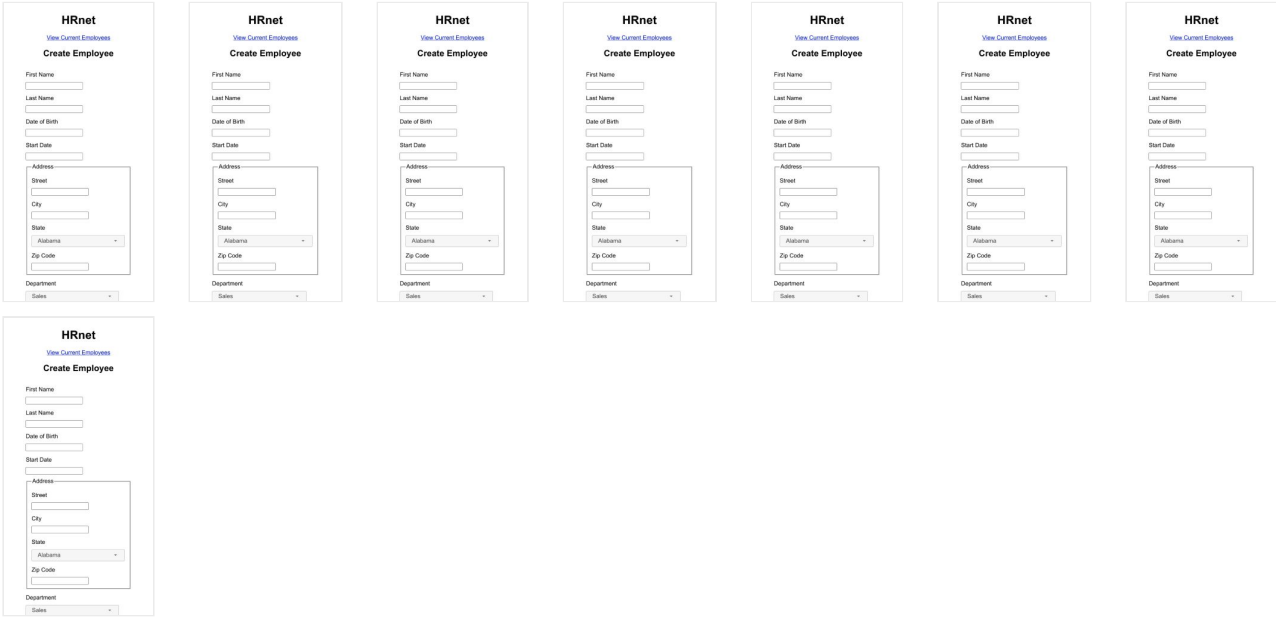 HRnet
View Current Employees
Create Employee
First Name
Last Name
Date of Birth
Start Date
Address
Street
City
State
Alabama
Zip Code
Department
Sales
HRnet
View Current Employees
Create Employee
First Name
Last Name
Date of Birth
Start Date
Address
Street
City
State
Alabama
Zip Code
Department
Sales
HRnet
View Current Employees
Create Employee
First Name
Last Name
Date of Birth
Start Date
Address
Street
City
State
Alabama
Zip Code
Department
Sales
HRnet
View Current Employees
Create Employee
First Name
Last Name
Date of Birth
Start Date
Address
Street
City
State
Alabama
Zip Code
Department
Sales
HRnet
View Current Employees
Create Employee
First Name
Last Name
Date of Birth
Start Date
Address
Street
City
State
Alabama
Zip Code
Department
Sales
HRnet
View Current Employees
Create Employee
First Name
Last Name
Date of Birth
Start Date
Address
Street
City
State
Alabama
Zip Code
Department
Sales
HRnet
View Current Employees
Create Employee
First Name
Last Name
Date of Birth
Start Date
Address
Street
City
State
Alabama
Zip Code
Department
Sales
HRnet
View Current Employees
Create Employee
First Name
Last Name
Date of Birth
Start Date
Address
Street
City
State
Alabama
Zip Code
Department
Sales